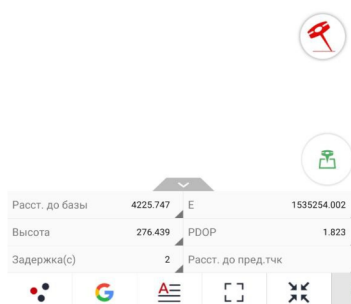 Расст. до базы 4225.747 E 1535254.002
Высота 276.439 PDOP 1.823
Задержка(с) 2 Расст. до пред.тчк
G A